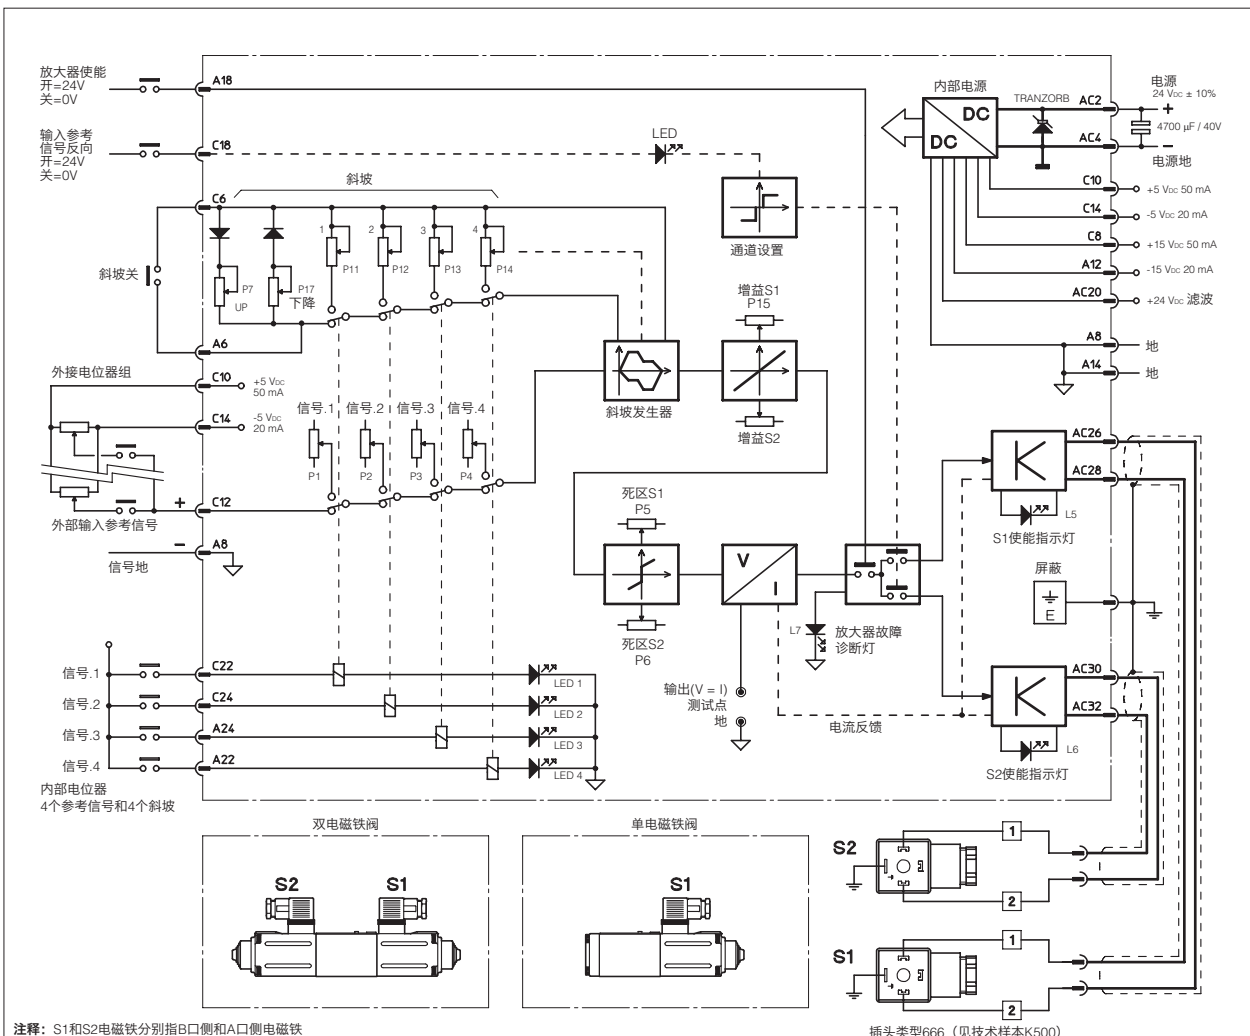 放大器使能
开=24V
关=0V
A18
输入参考
信号反向
开=24V
关=0V
C18
LED
内部电源
DC
DC
TRANZORB
AC2
电源
24 VDC ± 10%
+
4700 µF / 40V
AC4
−
电源地
C10
+5 VDC 50 mA
C14
-5 VDC 20 mA
C8
+15 VDC 50 mA
A12
-15 VDC 20 mA
AC20
+24 VDC 滤波
A8
地
A14
地
斜坡
C6
1
2
3
4
P11
P12
P13
P14
斜坡关
P7
UP
P17
下降
A6
通道设置
增益S1
P15
斜坡发生器
增益S2
外接电位器组
C10
+5 VDC
50 mA
C14
-5 VDC
20 mA
信号.1
信号.2
信号.3
信号.4
P1
P2
P3
P4
+
C12
外部输入参考信号
−
A8
信号地
死区S1
P5
死区S2
P6
V
I
L7
放大器故障
诊断灯
输出(V = I)
测试点
地
电流反馈
AC26
AC28
L5
S1使能指示灯
屏蔽
E
AC30
AC32
L6
S2使能指示灯
信号.1
C22
LED 1
信号.2
C24
LED 2
信号.3
A24
LED 3
信号.4
A22
LED 4
内部电位器
4个参考信号和4个斜坡
双电磁铁阀
S2
S1
单电磁铁阀
S1
S2
1
2
S1
1
2
注释：S1和S2电磁铁分别指B口侧和A口侧电磁铁
插头类型666（见技术样本K500）